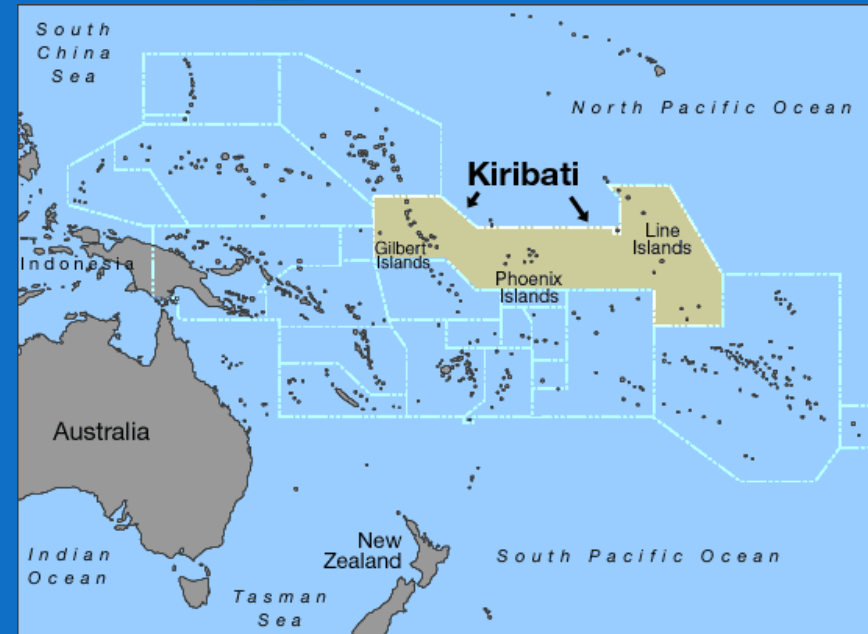 South
China
Sea
North Pacific Ocean
Kiribati
Indonesia
Gilbert
Islands
Phoenix
Islands
Line
Islands
Australia
New
Zealand
Indian
Ocean
Tasman
Sea
South Pacific Ocean